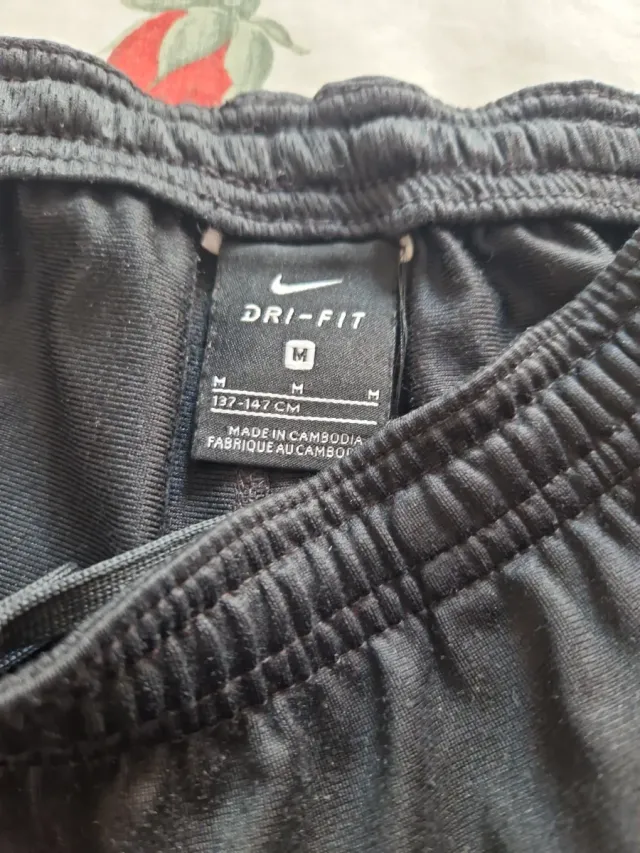 DRI-FIT
M
M M M
137-147 CM
MADE IN CAMBODIA
FABRIQUE AU